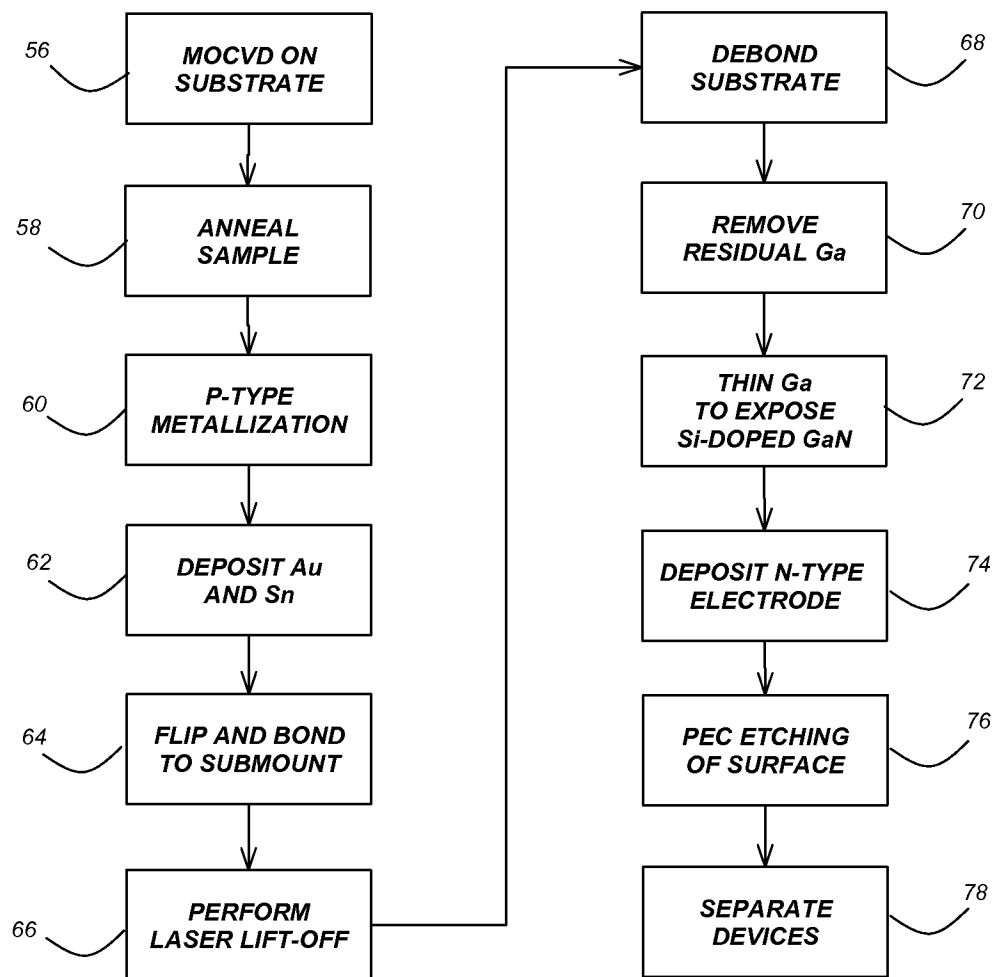 56
MOCVD ON
SUBSTRATE
58
ANNEAL
SAMPLE
60
P-TYPE
METALLIZATION
62
DEPOSIT Au
AND Sn
64
FLIP AND BOND
TO SUBMOUNT
66
PERFORM
LASER LIFT-OFF
DEBOND
SUBSTRATE
68
REMOVE
RESIDUAL Ga
70
THIN Ga
TO EXPOSE
Si-DOPED GaN
72
DEPOSIT N-TYPE
ELECTRODE
74
PEC ETCHING
OF SURFACE
76
SEPARATE
DEVICES
78